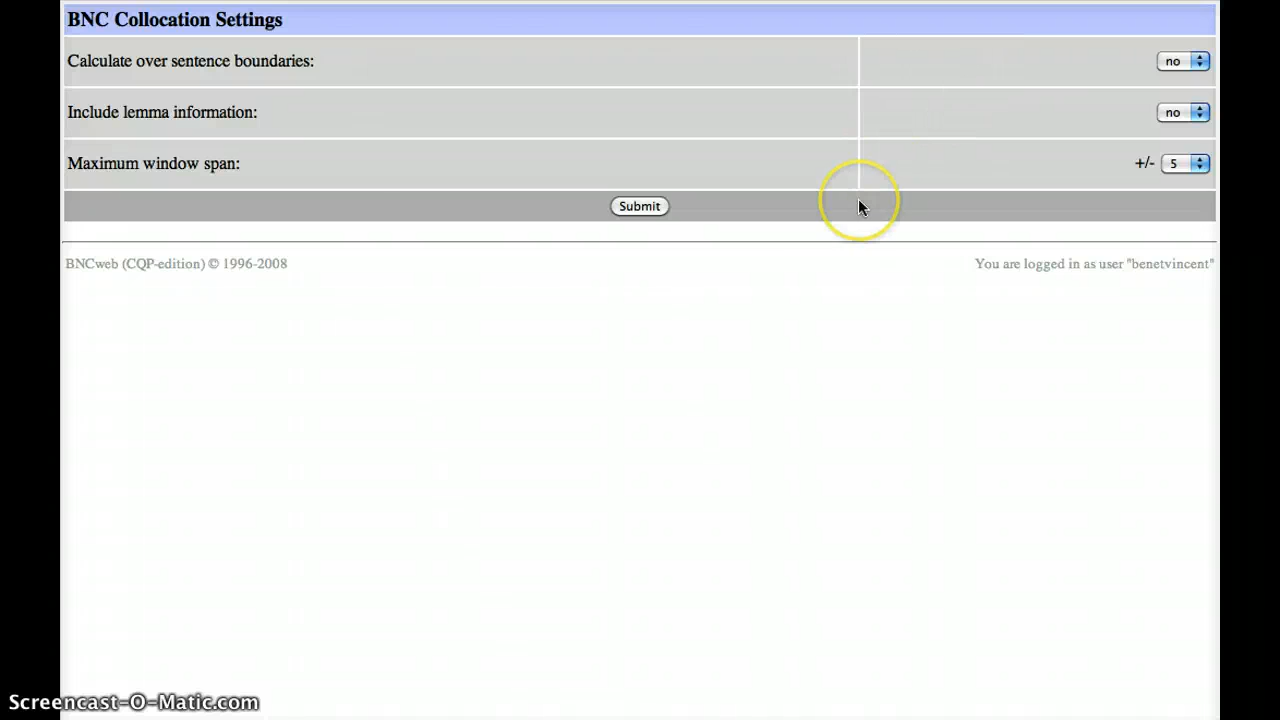 BNC Collocation Settings
Calculate over sentence boundaries: no
Include lemma information: no
Maximum window span: +/- 5
Submit
BNCweb (CQP-edition) © 1996-2008 You are logged in as user "benetvincent"
Screencast-O-Matic.com